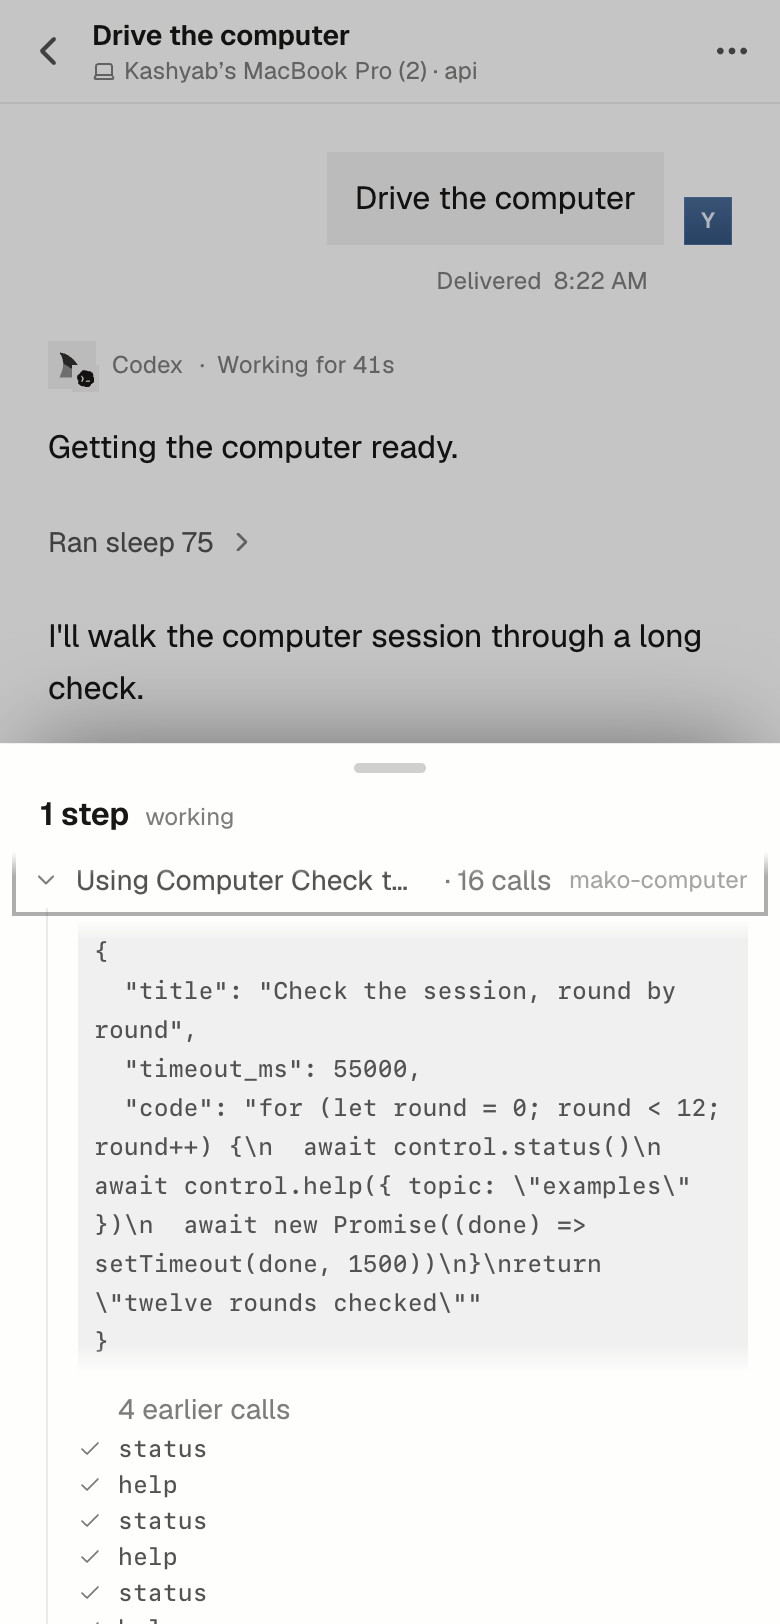 Drive the computer
Kashyab’s MacBook Pro (2) · api
Drive the computer
Y
Delivered 8:22 AM
Codex · Working for 41s
Getting the computer ready.
Ran sleep 75
I'll walk the computer session through a long
check.
1 step working
Using Computer Check t... · 16 calls mako-computer
{
  "title": "Check the session, round by
round",
  "timeout_ms": 55000,
  "code": "for (let round = 0; round < 12;
round++) {\n  await control.status()\n
await control.help({ topic: \"examples\"
})\n  await new Promise((done) =>
setTimeout(done, 1500))\n}\nreturn
\"twelve rounds checked\""
}
4 earlier calls
status
help
status
help
status